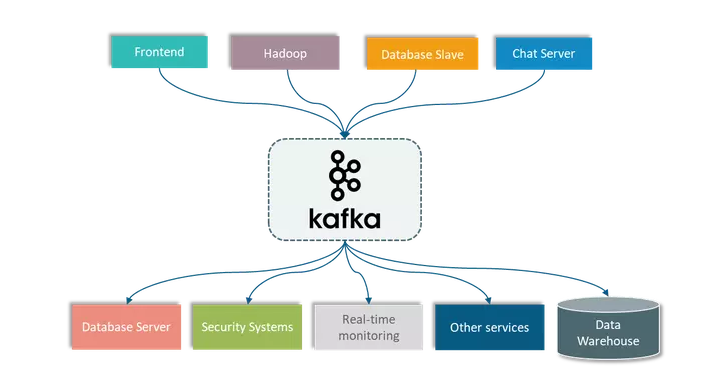 Frontend
Hadoop
Database Slave
Chat Server
kafka
Database Server
Security Systems
Real-time
monitoring
Other services
Data
Warehouse